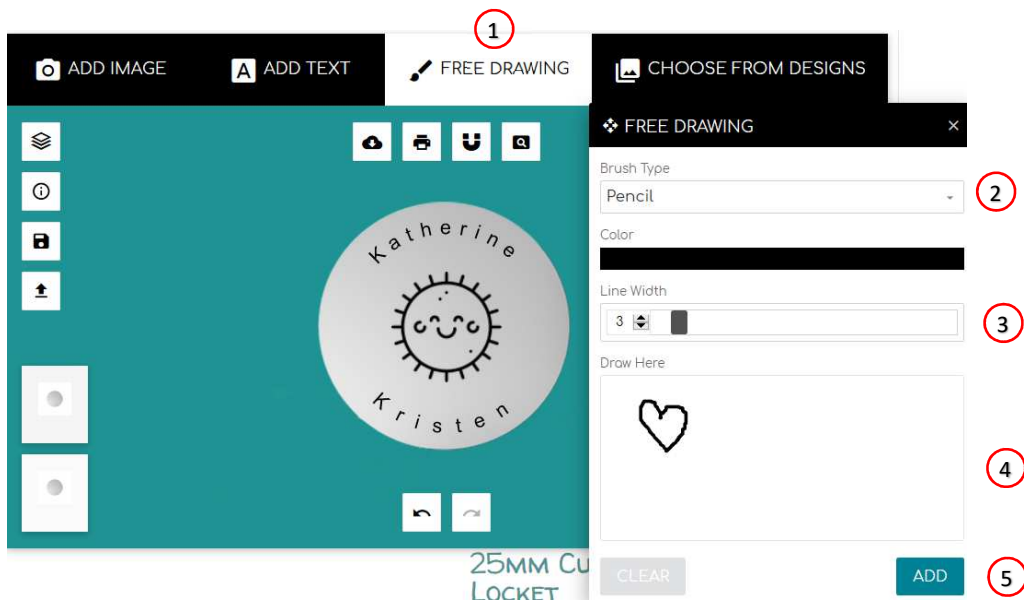 1
ADD IMAGE
A ADD TEXT
FREE DRAWING
CHOOSE FROM DESIGNS
FREE DRAWING ×
Brush Type
Pencil
2
Color
Line Width
3
3
Draw Here
4
CLEAR
ADD
5
Katherine
Kristen
25MM CU
LOCKET